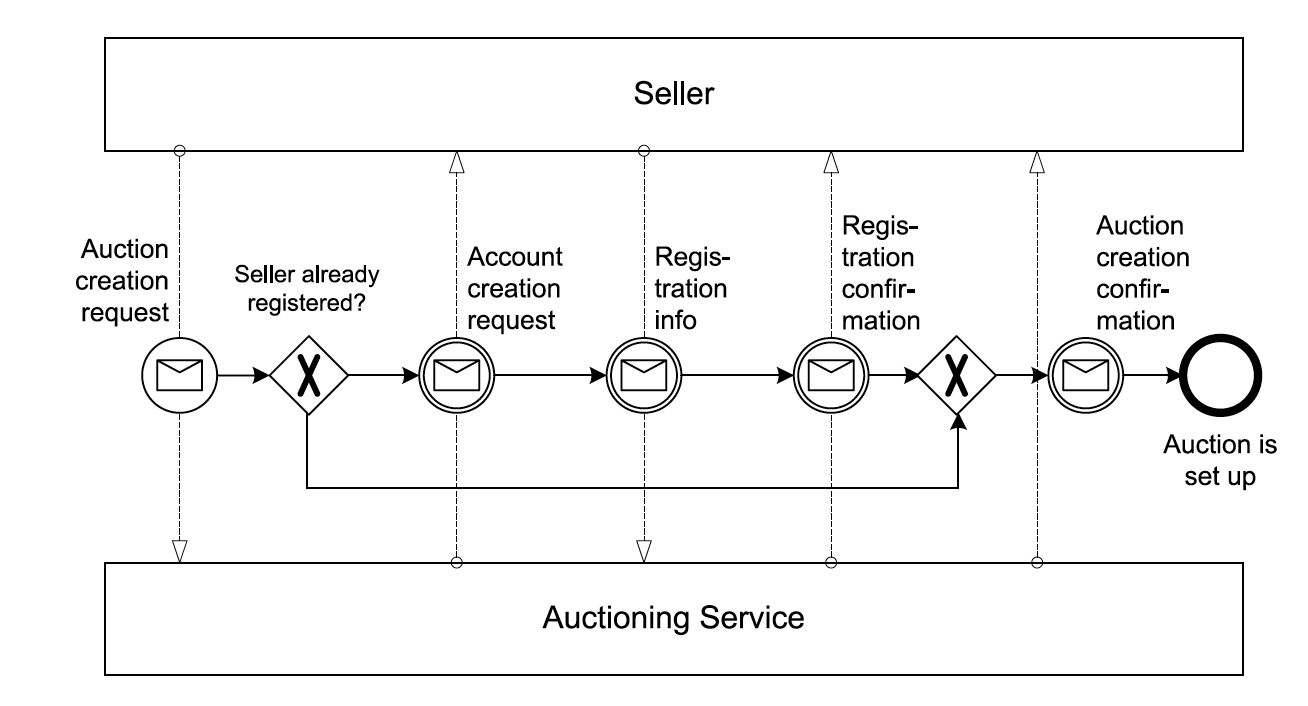 Seller
Auction
creation
request
Seller already
registered?
Account
creation
request
Regis-
tration
info
Regis-
tration
confir-
mation
Auction
creation
confir-
mation
X
X
Auction is
set up
Auctioning Service